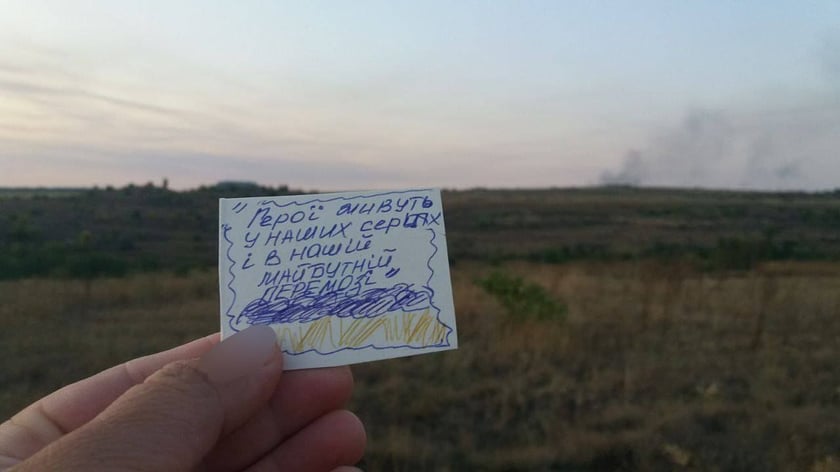 "Герої живуть
у наших серцях
і в нашій
майбутній
перемозі"